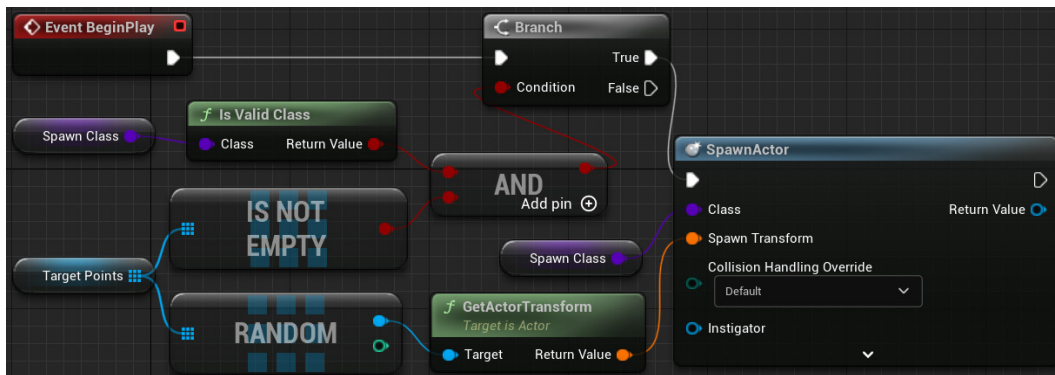 Event BeginPlay
Branch
True
Condition
False
f Is Valid Class
Spawn Class
Class
Return Value
SpawnActor
AND
Add pin
IS NOT
EMPTY
Class
Return Value
Spawn Transform
Spawn Class
Collision Handling Override
Target Points
Default
f GetActorTransform
Target is Actor
RANDOM
Instigator
Target
Return Value